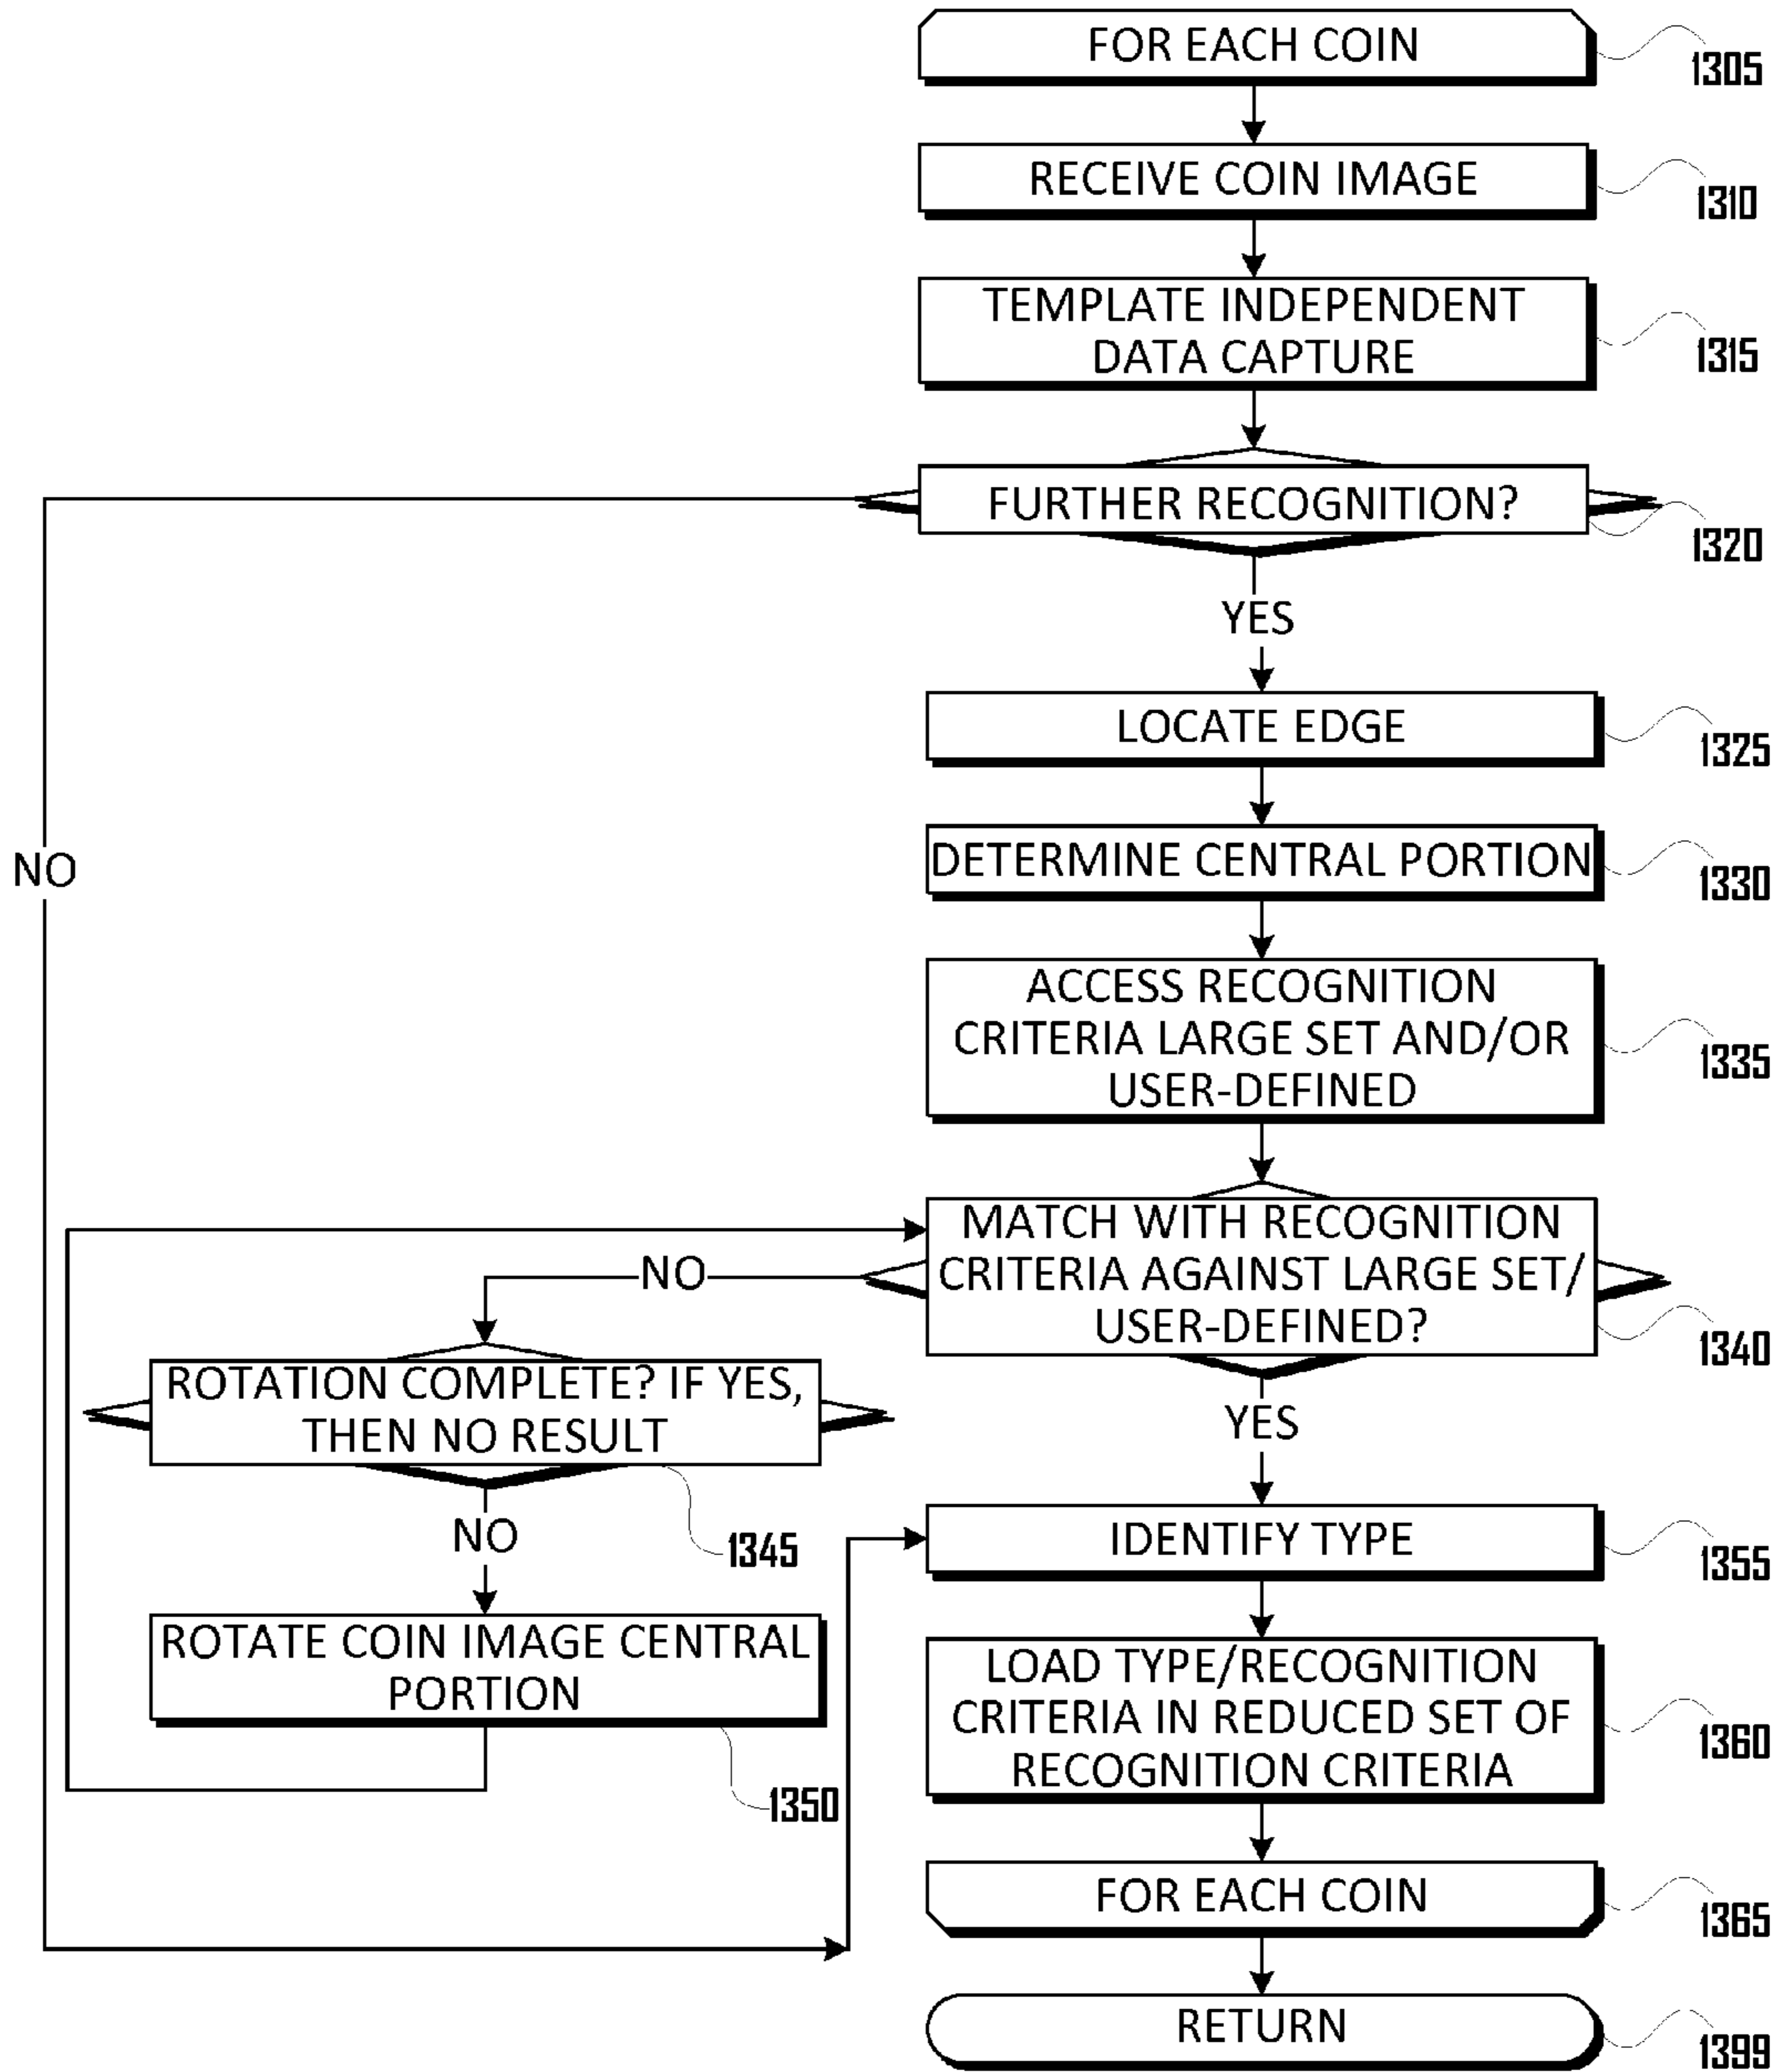 FOR EACH COIN
1305
RECEIVE COIN IMAGE
1310
TEMPLATE INDEPENDENT
DATA CAPTURE
1315
FURTHER RECOGNITION?
1320
YES
LOCATE EDGE
1325
NO
DETERMINE CENTRAL PORTION
1330
ACCESS RECOGNITION
CRITERIA LARGE SET AND/OR
USER-DEFINED
1335
MATCH WITH RECOGNITION
CRITERIA AGAINST LARGE SET/
USER-DEFINED?
1340
NO
ROTATION COMPLETE? IF YES,
THEN NO RESULT
1345
YES
NO
ROTATE COIN IMAGE CENTRAL
PORTION
1350
IDENTIFY TYPE
1355
LOAD TYPE/RECOGNITION
CRITERIA IN REDUCED SET OF
RECOGNITION CRITERIA
1360
FOR EACH COIN
1365
RETURN
1399